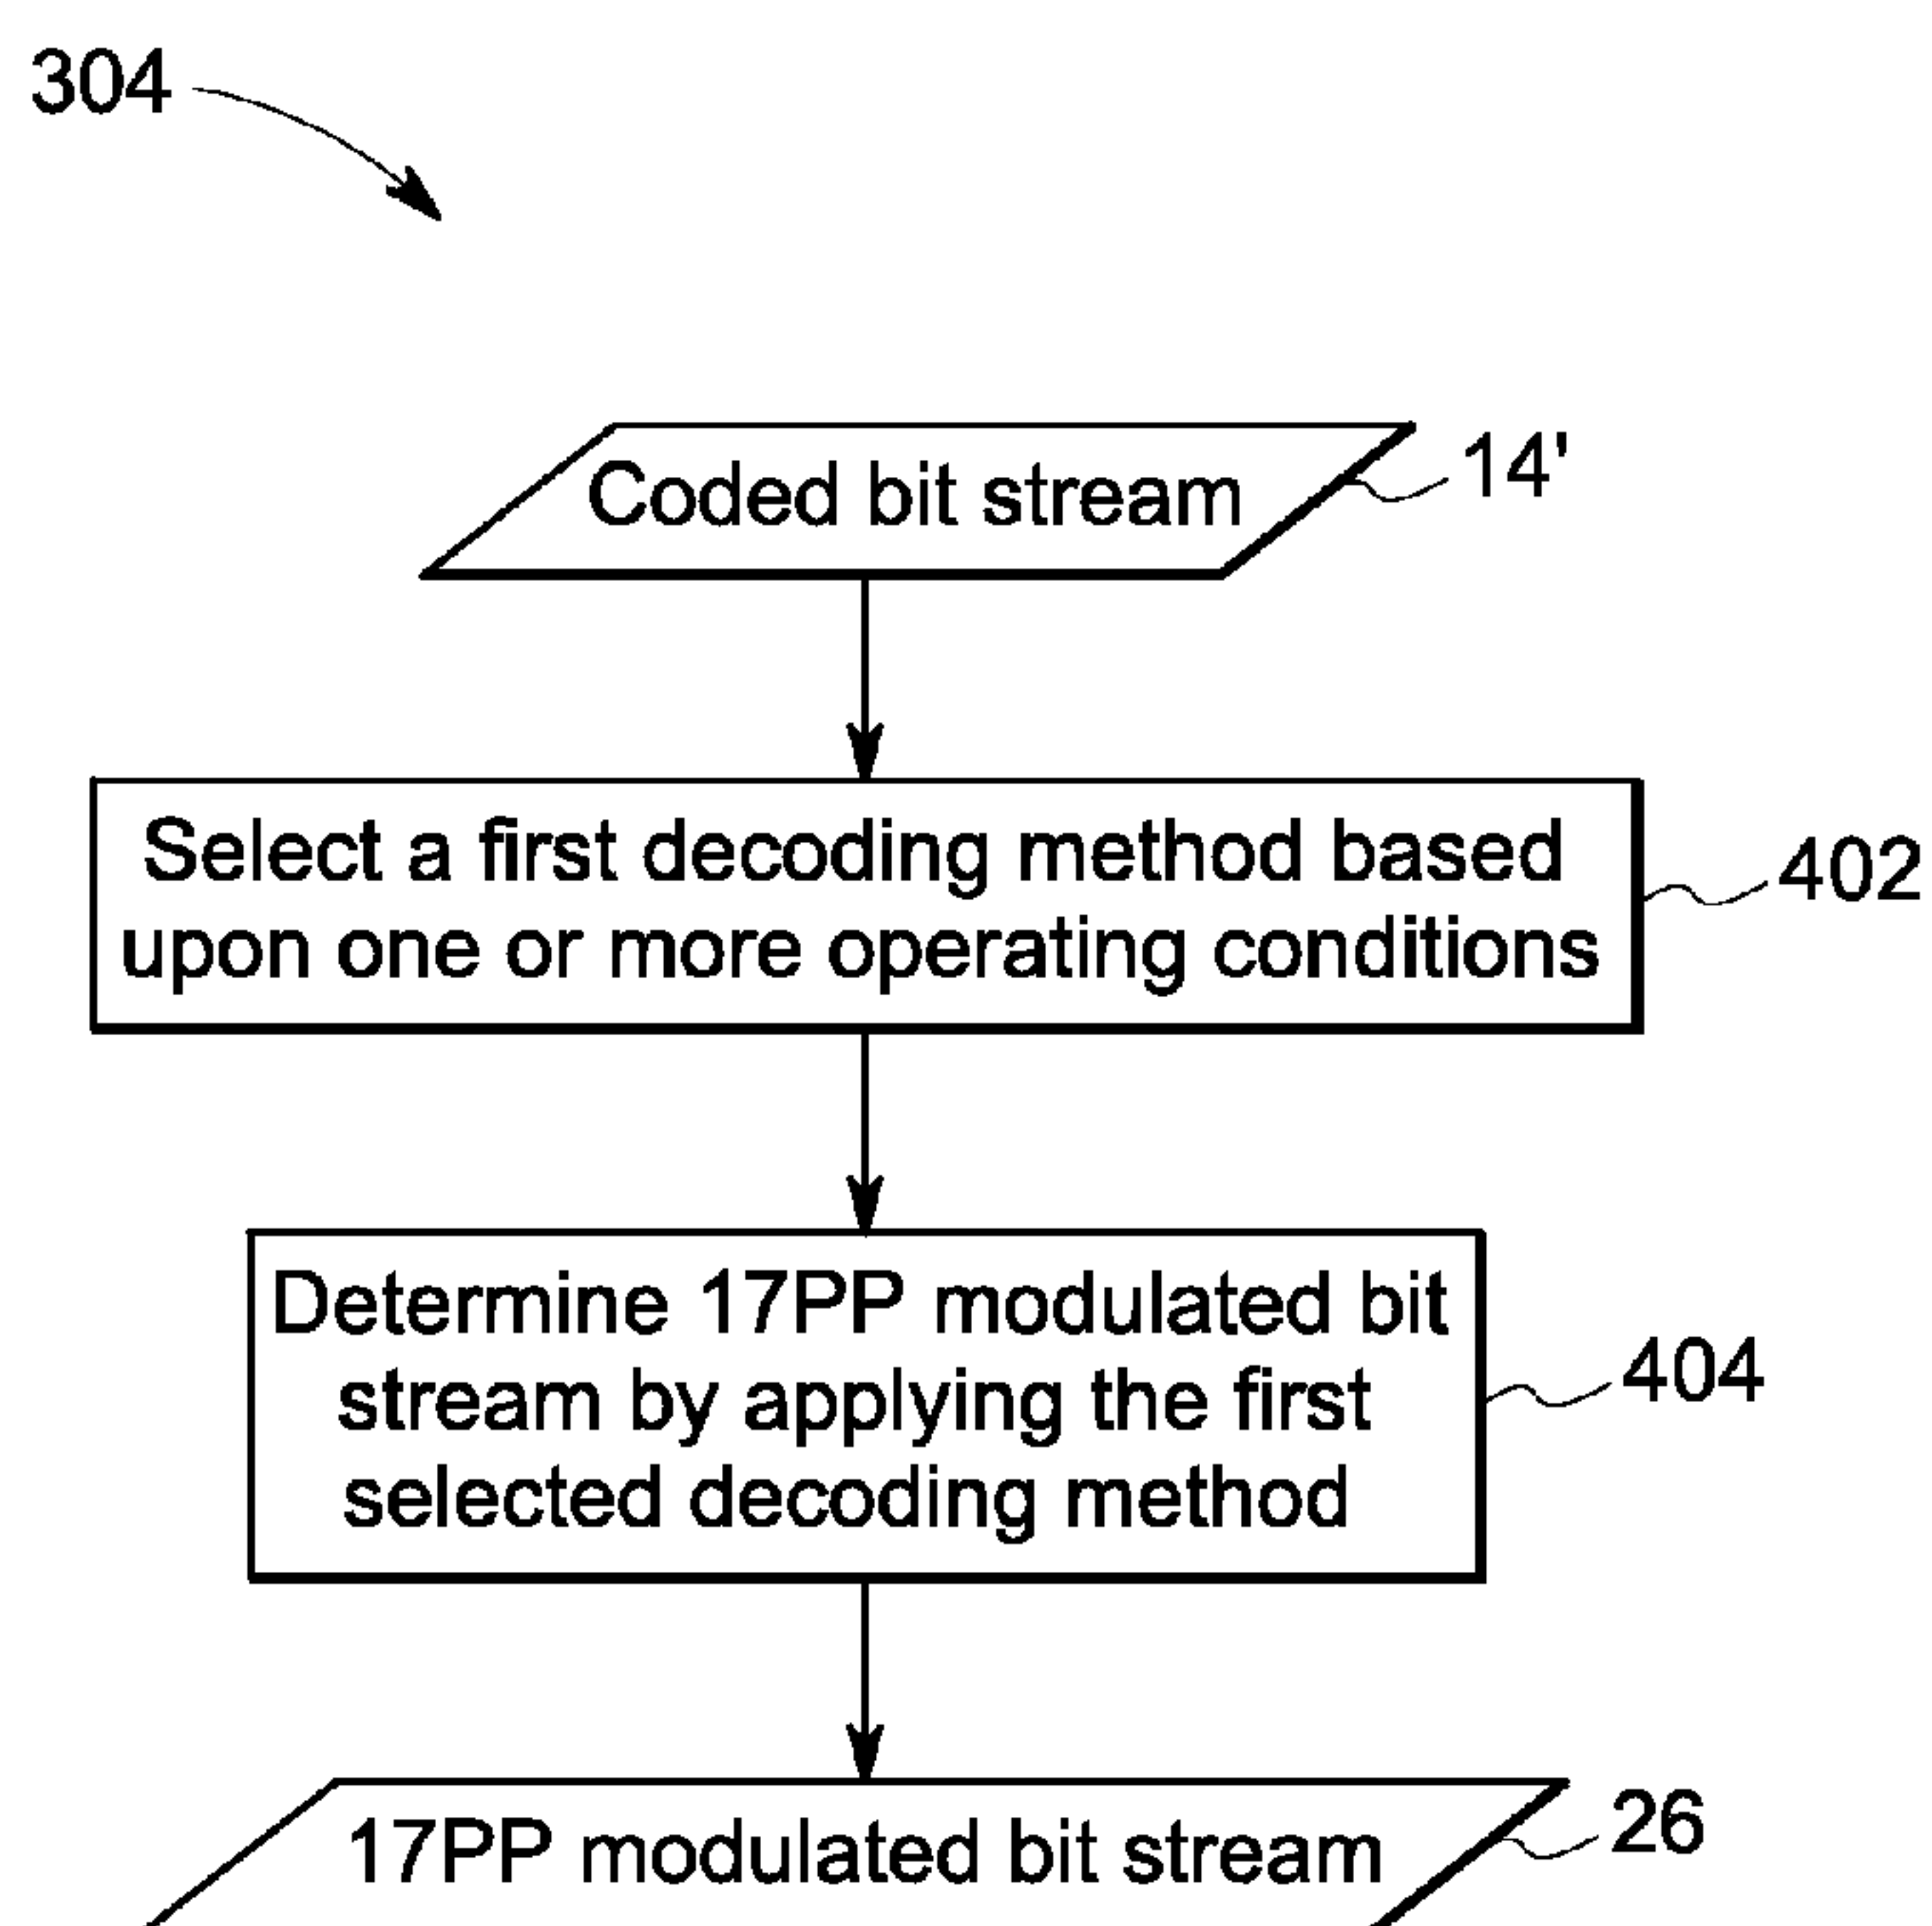 304
Coded bit stream
14'
Select a first decoding method based
upon one or more operating conditions
402
Determine 17PP modulated bit
stream by applying the first
selected decoding method
404
17PP modulated bit stream
26